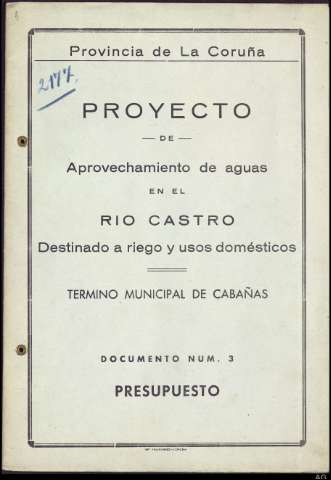 Provincia de La Coruña
2177.
PROYECTO
— DE —
Aprovechamiento de aguas
EN EL
RIO CASTRO
Destinado a riego y usos domésticos
TERMINO MUNICIPAL DE CABAÑAS
DOCUMENTO NUM. 3
PRESUPUESTO